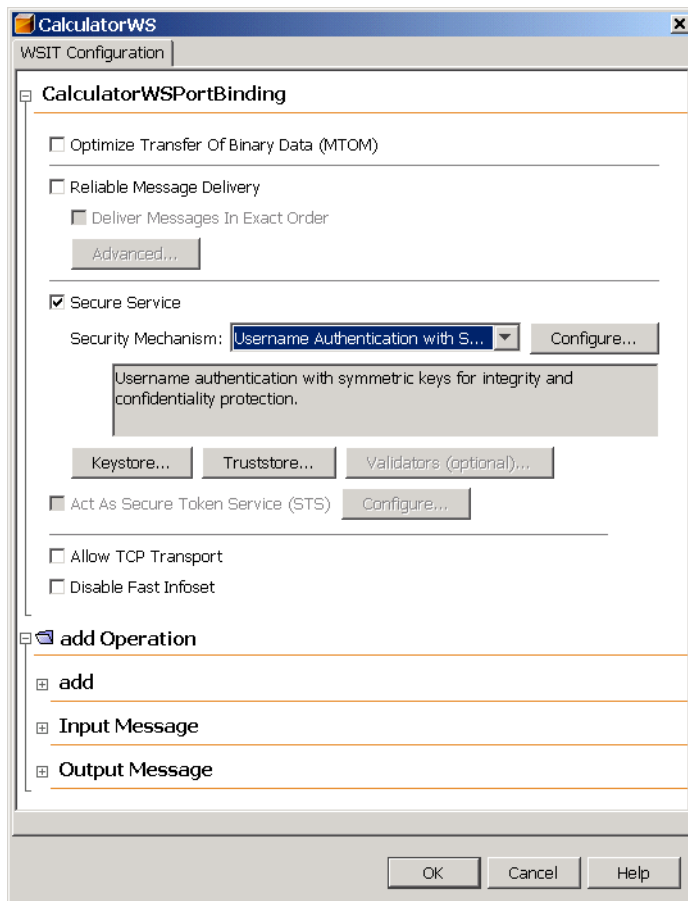 CalculatorWS
WSIT Configuration
CalculatorWSPortBinding
Optimize Transfer Of Binary Data (MTOM)
Reliable Message Delivery
Deliver Messages In Exact Order
Advanced...
Secure Service
Security Mechanism: Username Authentication with S... Configure...
Username authentication with symmetric keys for integrity and
confidentiality protection.
Keystore... Truststore... Validators (optional)...
Act As Secure Token Service (STS) Configure...
Allow TCP Transport
Disable Fast Infoset
add Operation
add
Input Message
Output Message
OK Cancel Help